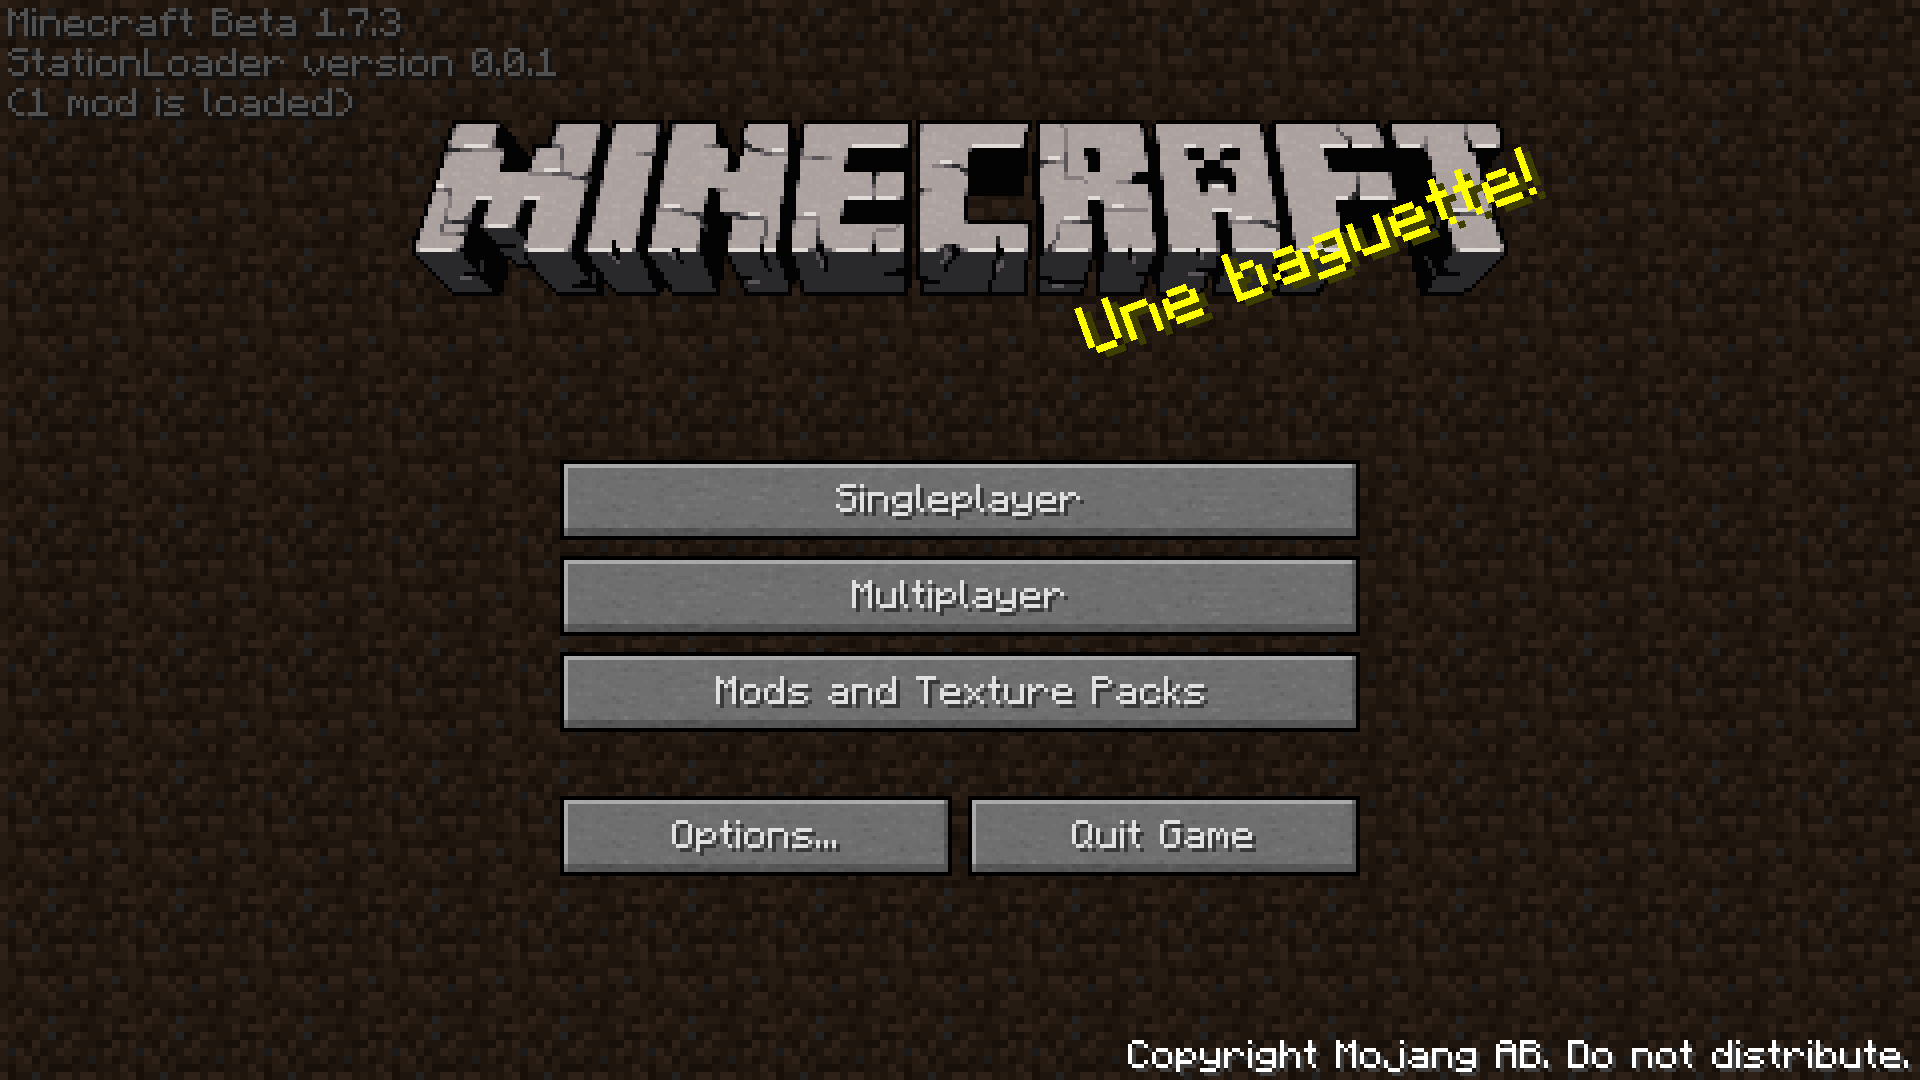 Minecraft Beta 1.7.3
StationLoader version 0.0.1
(1 mod is loaded)
MINECRAFT
Une baguette!
Singleplayer
Multiplayer
Mods and Texture Packs
Options...
Quit Game
Copyright Mojang AB. Do not distribute.